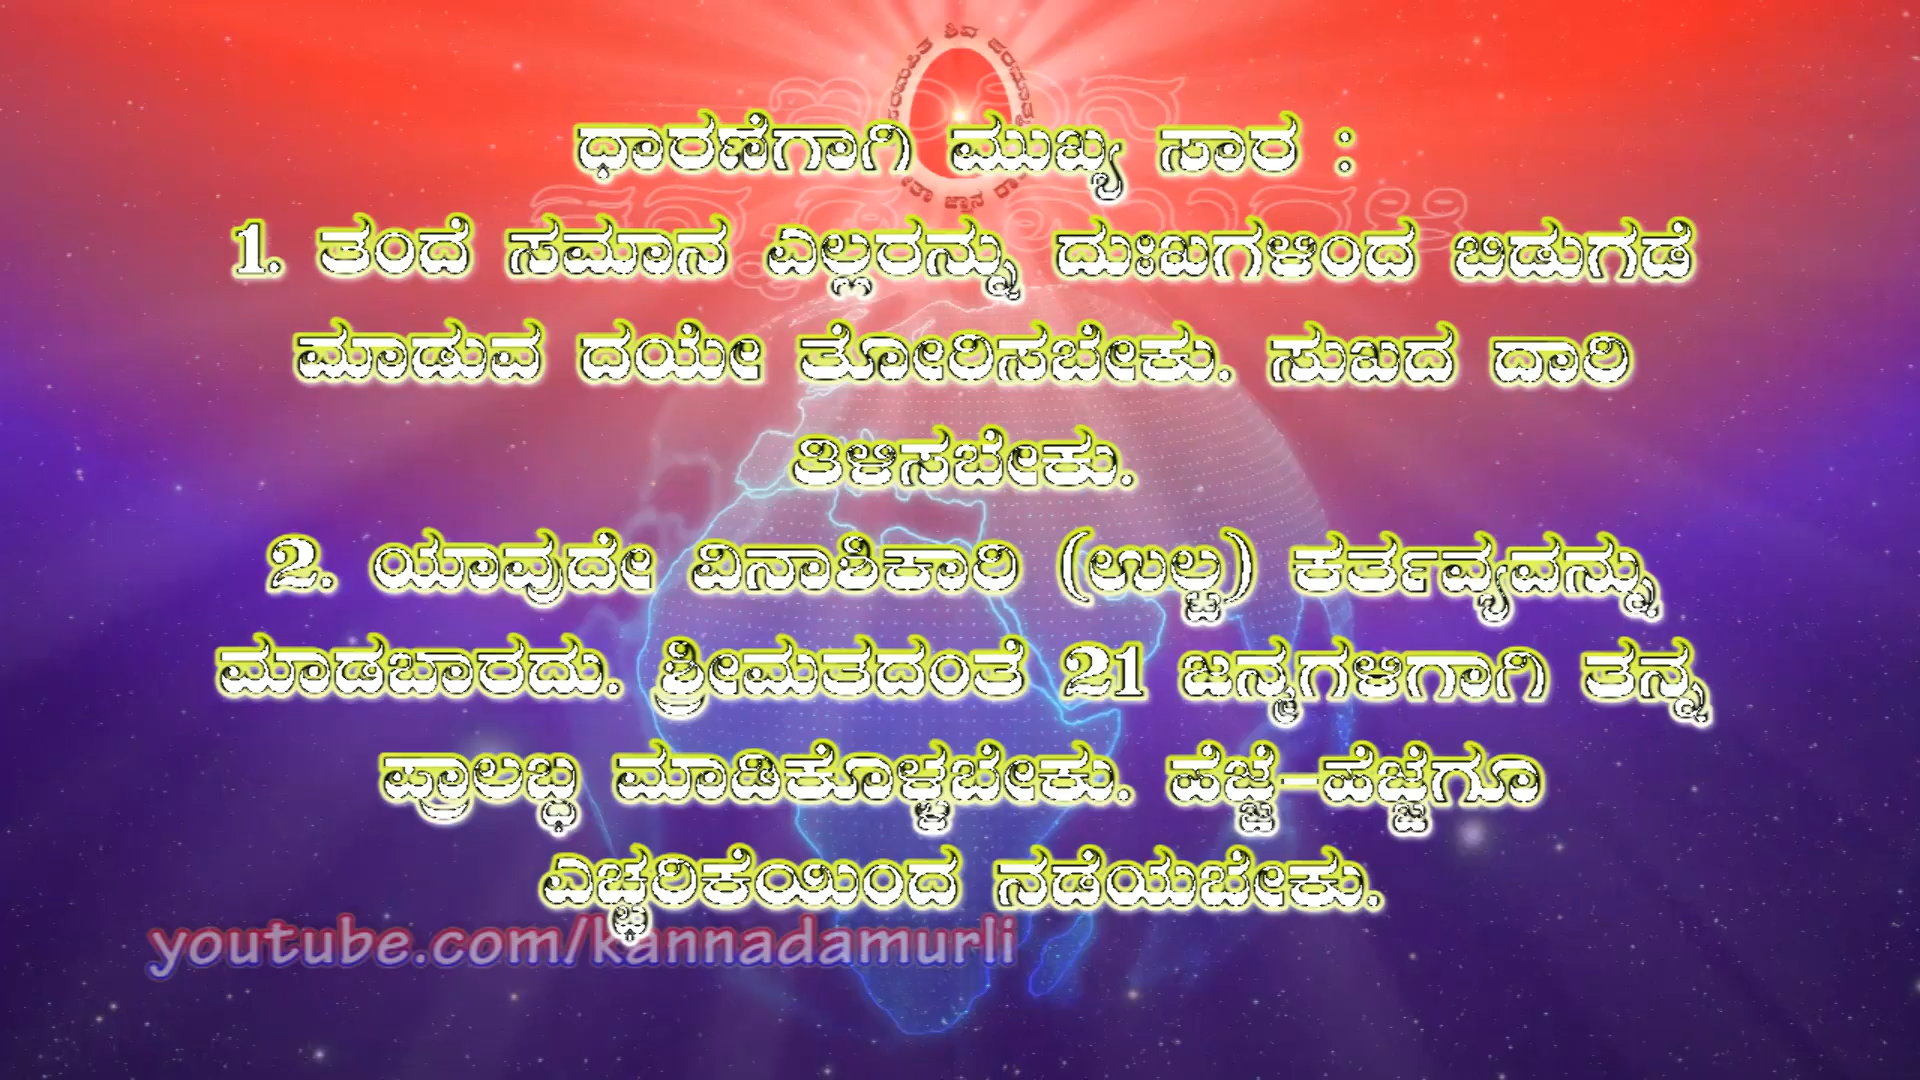 ಧಾರಣೆಗಾಗಿ ಮುಖ್ಯ ಸಾರ :
1. ತಂದೆ ಸಮಾನ ಎಲ್ಲರನ್ನು ದುಃಖಗಳಿಂದ ಬಿಡುಗಡೆ
ಮಾಡುವ ದಯೇ ತೋರಿಸಬೇಕು. ಸುಖದ ದಾರಿ
ತಿಳಿಸಬೇಕು.
2. ಯಾವುದೇ ವಿನಾಶಿಕಾರಿ (ಉಲ್ಟ) ಕರ್ತವ್ಯವನ್ನು
ಮಾಡಬಾರದು. ಶ್ರೀಮತದಂತೆ 21 ಜನ್ಮಗಳಿಗಾಗಿ ತನ್ನ
ಪ್ರಾಲಬ್ಧ ಮಾಡಿಕೊಳ್ಳಬೇಕು. ಹೆಜ್ಜೆ-ಹೆಜ್ಜೆಗೂ
ಎಚ್ಚರಿಕೆಯಿಂದ ನಡೆಯಬೇಕು.
youtube.com/kannadamurli